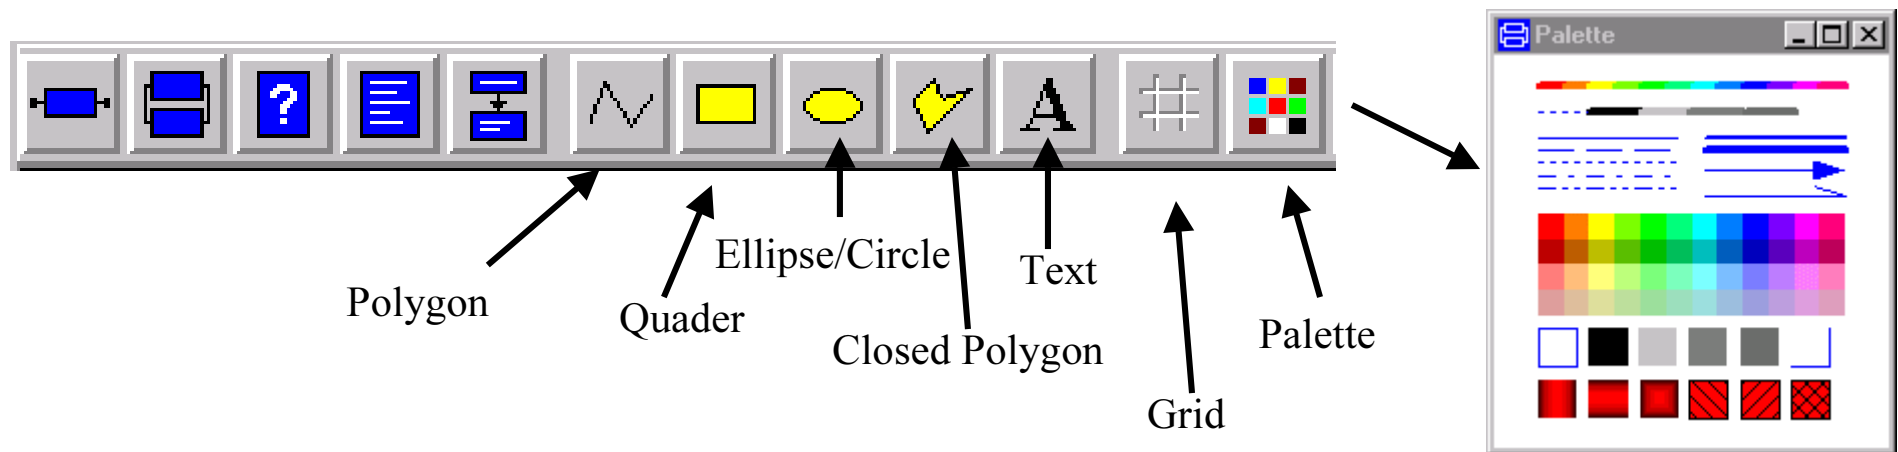 Palette
?
A
Ellipse/Circle
Text
Polygon
Quader
Closed Polygon
Palette
Grid